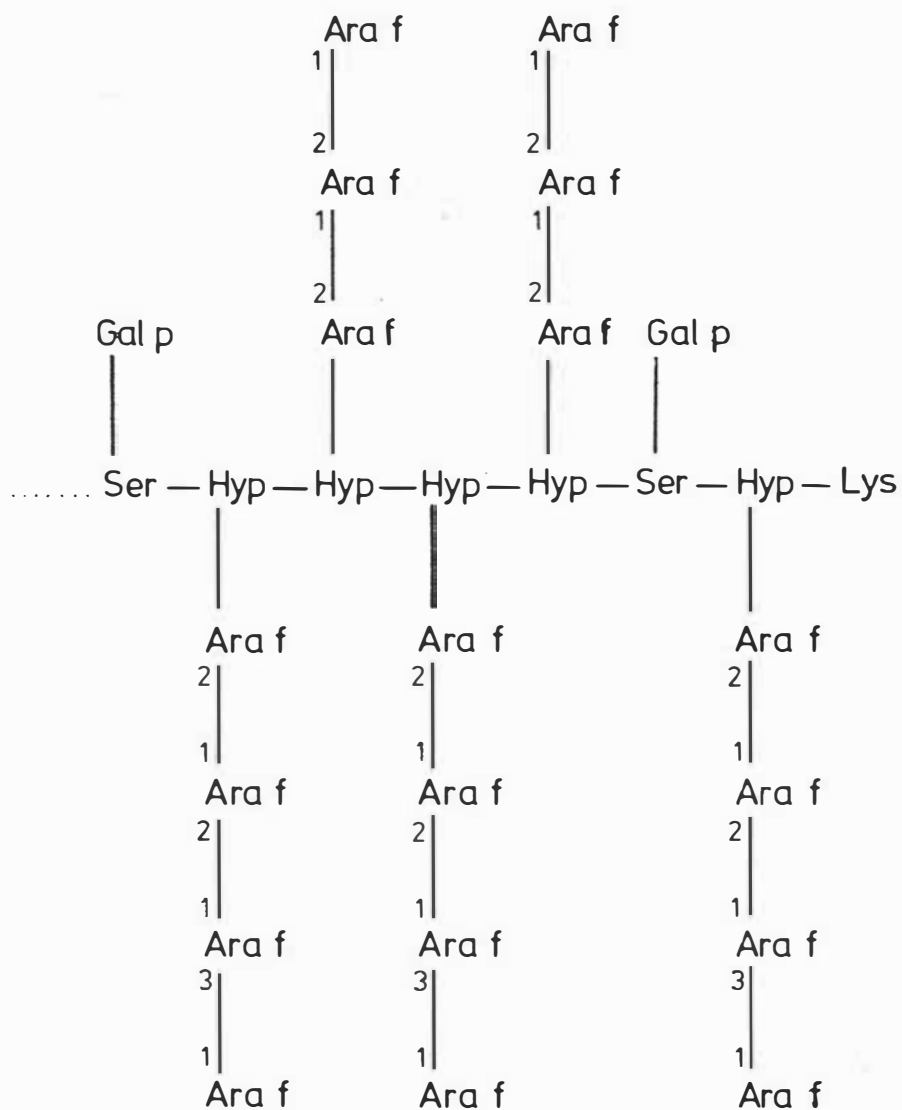 Ara f Ara f
1 1
2 2
Ara f Ara f
1 1
2 2
Gal p Ara f Ara f Gal p
....... Ser — Hyp — Hyp — Hyp — Hyp — Ser — Hyp — Lys
Ara f Ara f Ara f
2 2 2
1 1 1
Ara f Ara f Ara f
2 2 2
1 1 1
Ara f Ara f Ara f
3 3 3
1 1 1
Ara f Ara f Ara f